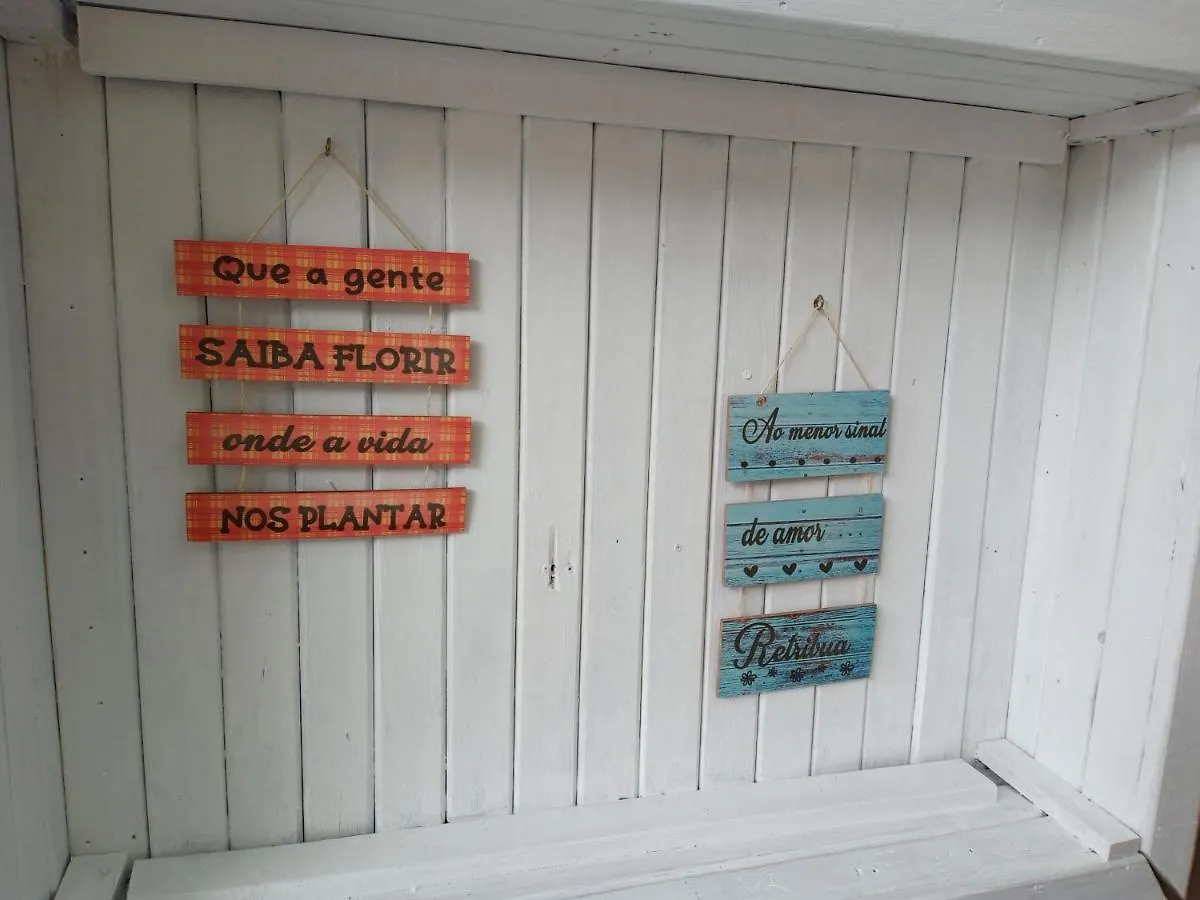 Que a gente
SAIBA FLORIR
onde a vida
NOS PLANTAR
Ao menor sinal
de amor
Retribua